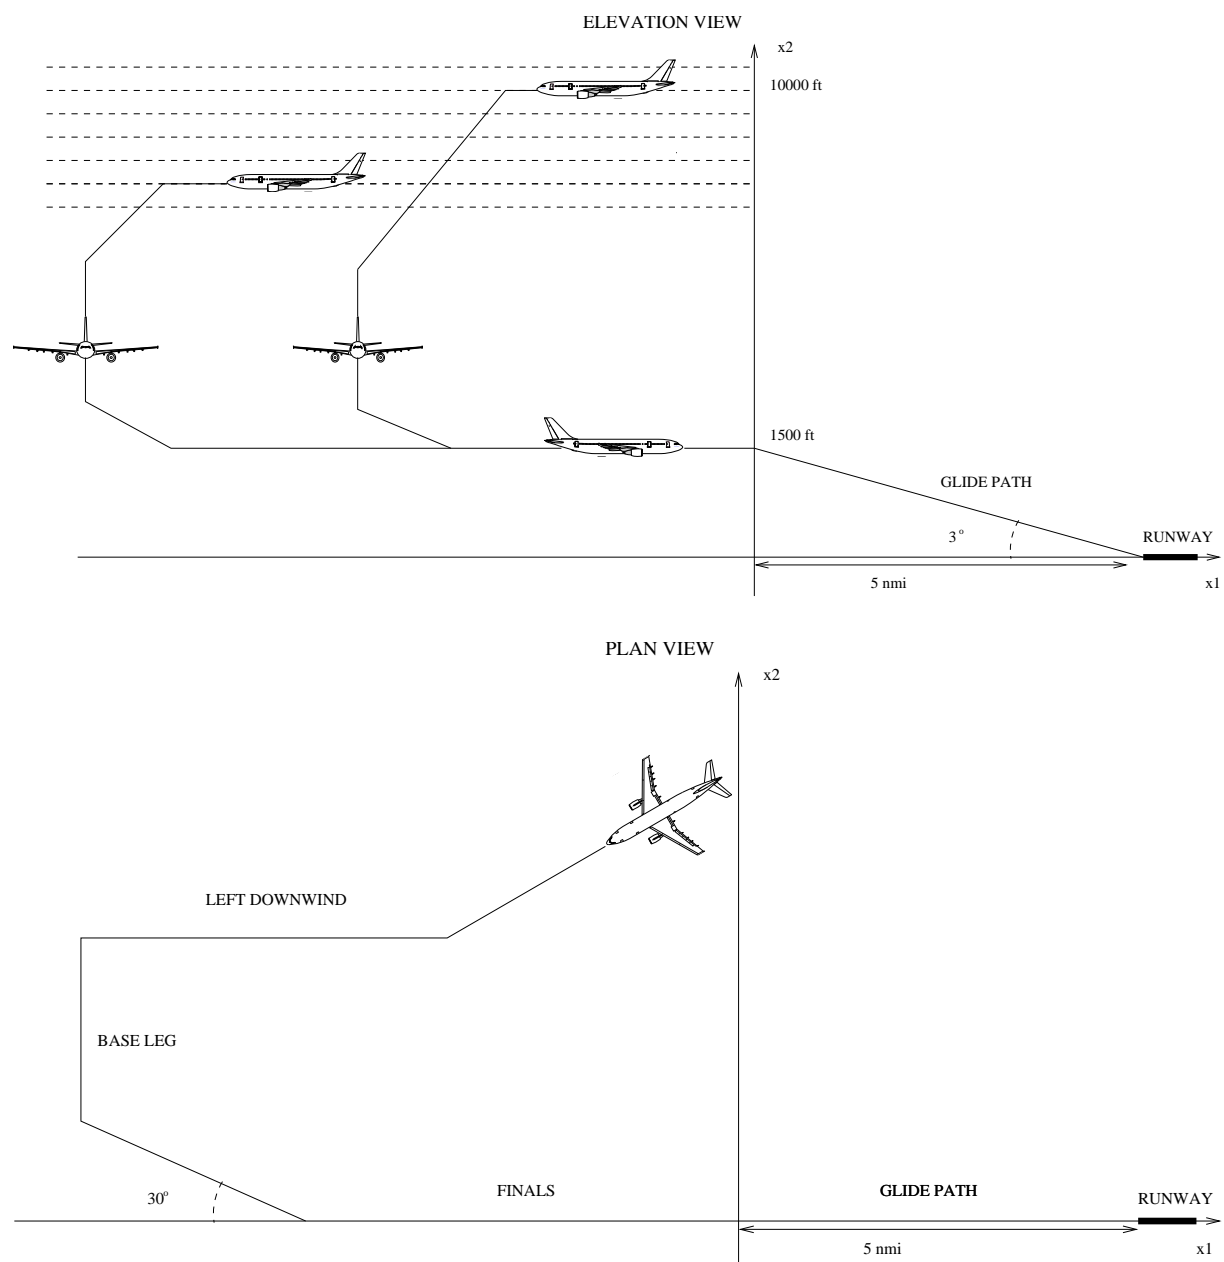 ELEVATION VIEW
x2
10000 ft
1500 ft
GLIDE PATH
3°
RUNWAY
5 nmi
x1
PLAN VIEW
x2
LEFT DOWNWIND
BASE LEG
30°
FINALS
GLIDE PATH
RUNWAY
5 nmi
x1